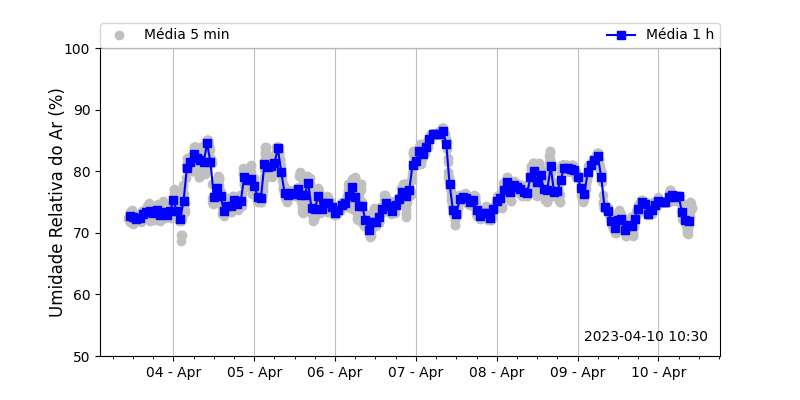 Média 5 min
Média 1 h
100
90
80
70
60
50
Umidade Relativa do Ar (%)
2023-04-10 10:30
04 - Apr
05 - Apr
06 - Apr
07 - Apr
08 - Apr
09 - Apr
10 - Apr